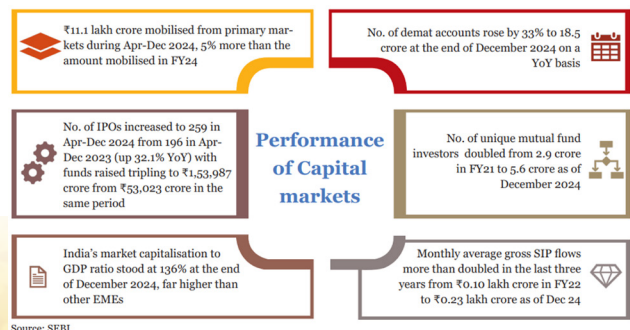 ₹11.1 lakh crore mobilised from primary mar-
kets during Apr-Dec 2024, 5% more than the
amount mobilised in FY24
No. of demat accounts rose by 33% to 18.5
crore at the end of December 2024 on a
YoY basis
No. of IPOs increased to 259 in
Apr-Dec 2024 from 196 in Apr-
Dec 2023 (up 32.1% YoY) with
funds raised tripling to ₹1,53,987
crore from ₹53,023 crore in the
same period
Performance
of Capital
markets
No. of unique mutual fund
investors doubled from 2.9 crore
in FY21 to 5.6 crore as of
December 2024
India's market capitalisation to
GDP ratio stood at 136% at the end
of December 2024, far higher than
other EMEs
Monthly average gross SIP flows
more than doubled in the last three
years from ₹0.10 lakh crore in FY22
to ₹0.23 lakh crore as of Dec 24
Source: SEBI